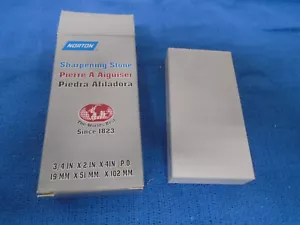 NORTON
Sharpening Stone
Pierre A Aiguiser
Piedra Afiladora
Since 1823
3/4 IN. X 2 IN. X 4 IN. P.O.
19 MM. X 51 MM. X 102 MM.